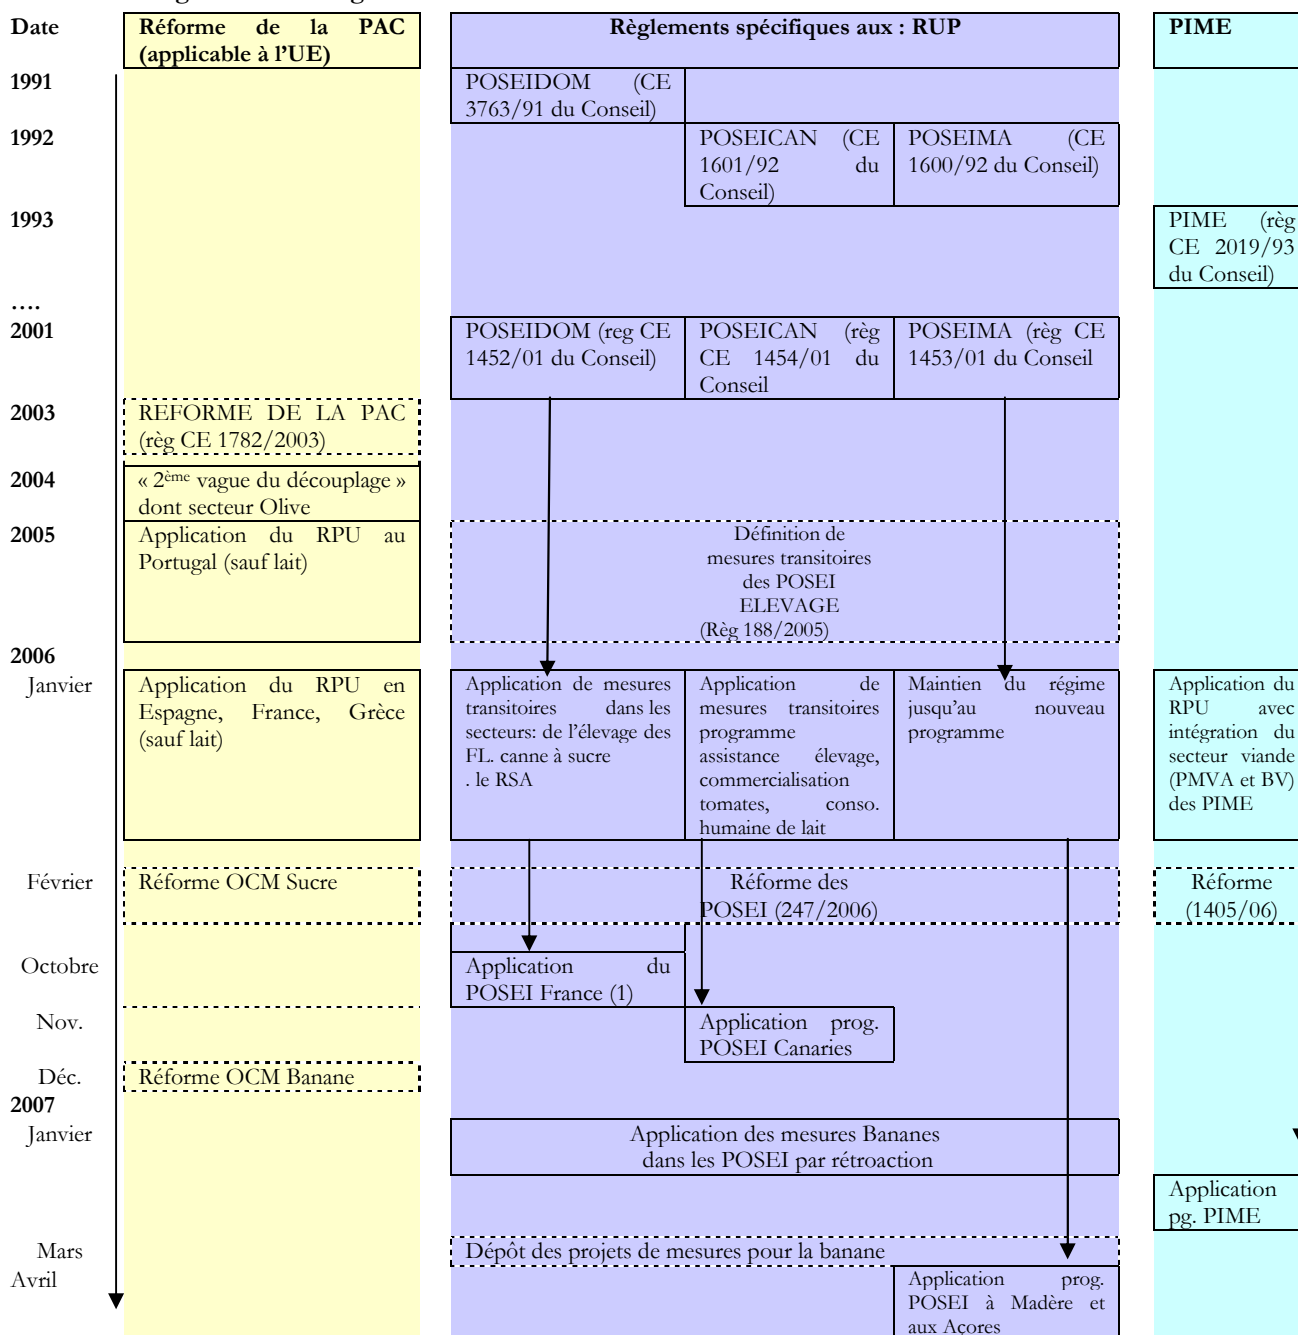 Date
Réforme de la PAC
(applicable à l'UE)
Règlements spécifiques aux : RUP
PIME
1991
POSEIDOM (CE
3763/91 du Conseil)
1992
POSEICAN (CE
1601/92 du
Conseil)
POSEIMA (CE
1600/92 du Conseil)
1993
PIME (règ
CE 2019/93
du Conseil)
….
2001
POSEIDOM (reg CE
1452/01 du Conseil)
POSEICAN (règ
CE 1454/01 du
Conseil
POSEIMA (règ CE
1453/01 du Conseil
2003
REFORME DE LA PAC
(règ CE 1782/2003)
2004
« 2ème vague du découplage »
dont secteur Olive
2005
Application du RPU au
Portugal (sauf lait)
Définition de
mesures transitoires
des POSEI
ELEVAGE
(Règ 188/2005)
2006
Janvier
Application du RPU en
Espagne, France, Grèce
(sauf lait)
Application de mesures
transitoires dans les
secteurs: de l'élevage des
FL. canne à sucre
. le RSA
Application de
mesures transitoires
programme
assistance élevage,
commercialisation
tomates, conso.
humaine de lait
Maintien du régime
jusqu'au nouveau
programme
Application du
RPU avec
intégration du
secteur viande
(PMVA et BV)
des PIME
Février
Réforme OCM Sucre
Réforme des
POSEI (247/2006)
Réforme
(1405/06)
Octobre
Application du
POSEI France (1)
Nov.
Application prog.
POSEI Canaries
Déc.
Réforme OCM Banane
2007
Janvier
Application des mesures Bananes
dans les POSEI par rétroaction
Application
pg. PIME
Mars
Dépôt des projets de mesures pour la banane
Avril
Application prog.
POSEI à Madère et
aux Açores